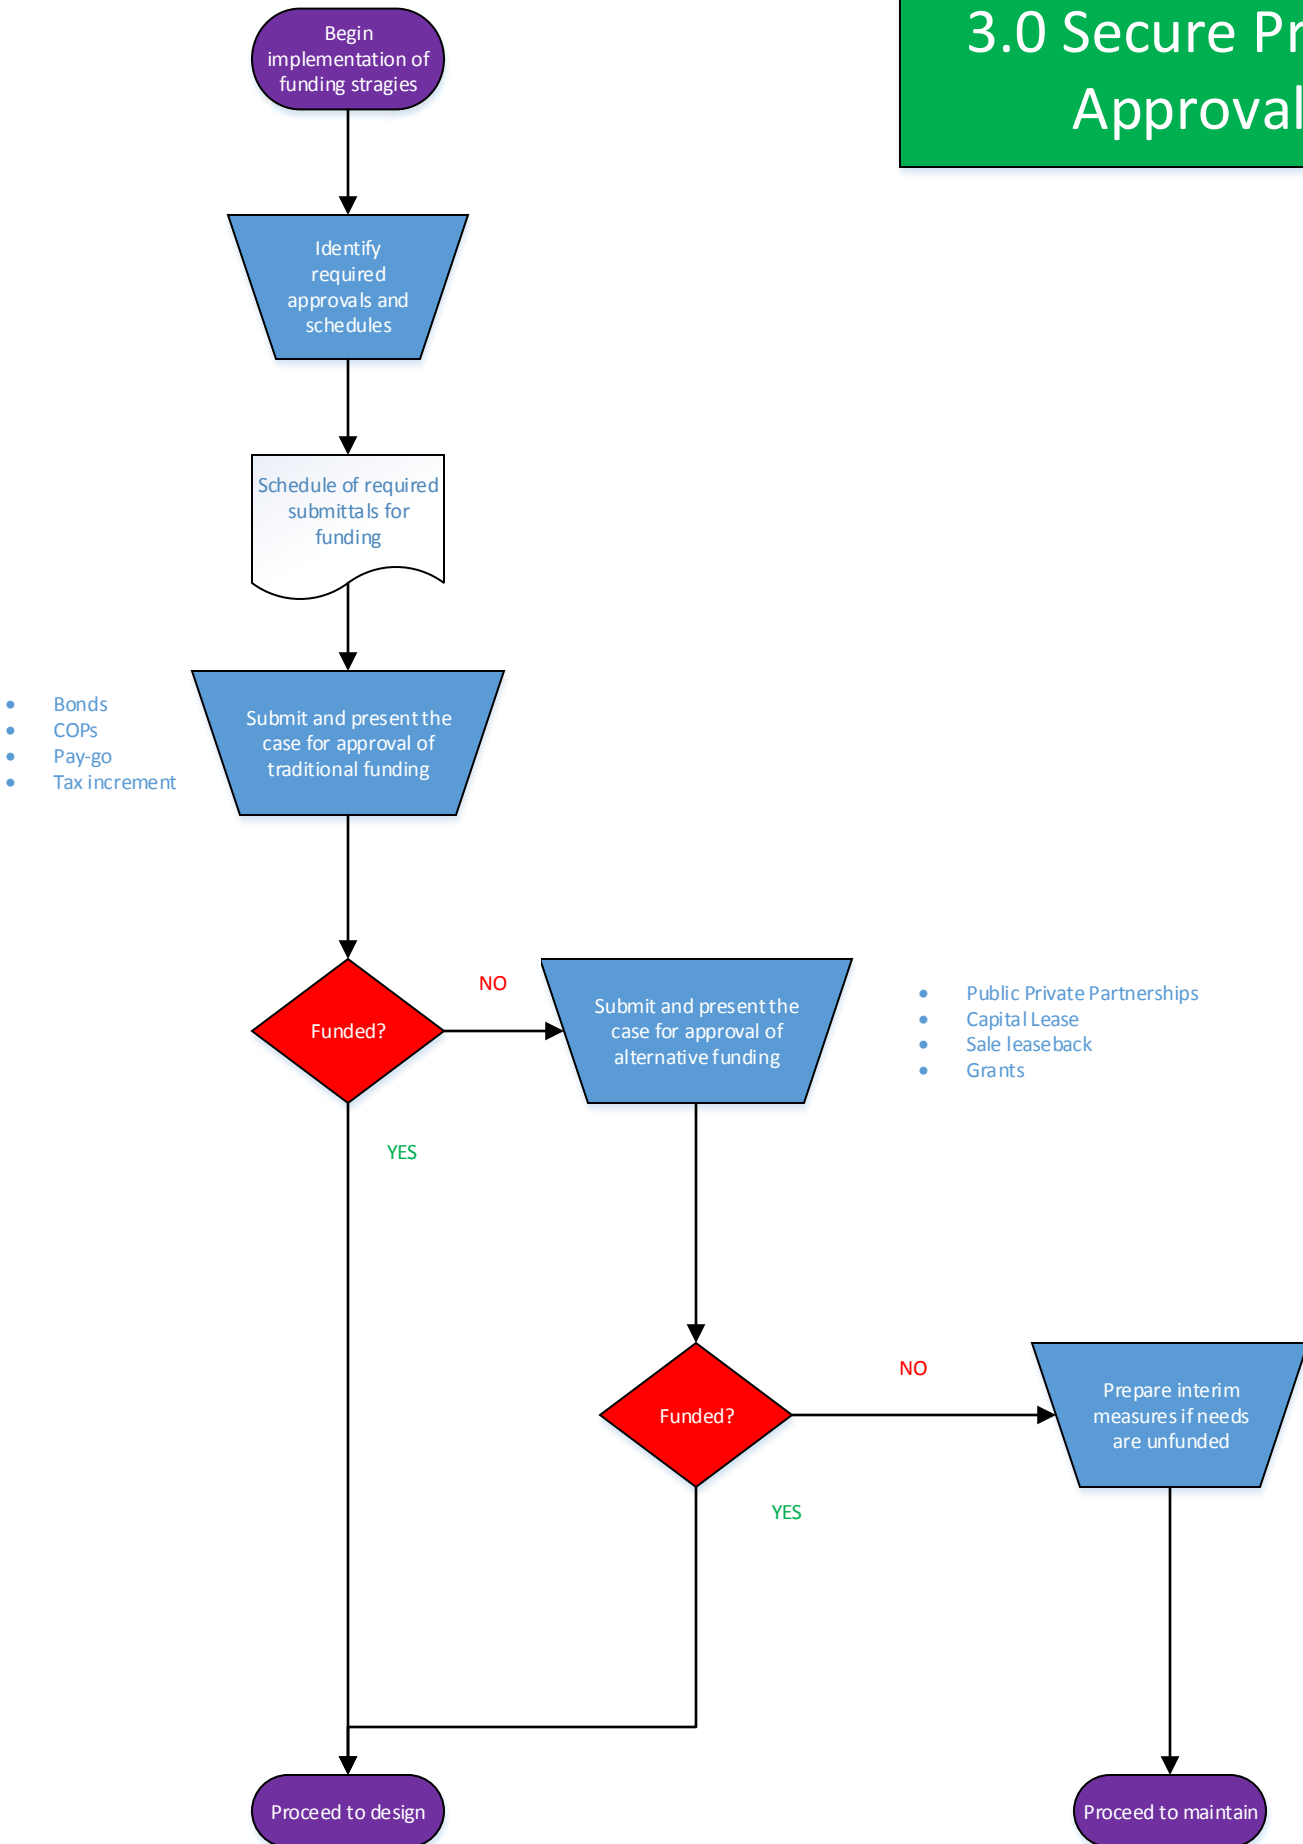 Begin
implementation of
funding stragies
3.0 Secure Pr
Approval
Identify
required
approvals and
schedules
Schedule of required
submittals for
funding
• Bonds
• COPs
• Pay-go
• Tax increment
Submit and present the
case for approval of
traditional funding
Funded?
NO
Submit and present the
case for approval of
alternative funding
• Public Private Partnerships
• Capital Lease
• Sale leaseback
• Grants
YES
Funded?
NO
Prepare interim
measures if needs
are unfunded
YES
Proceed to design
Proceed to maintain